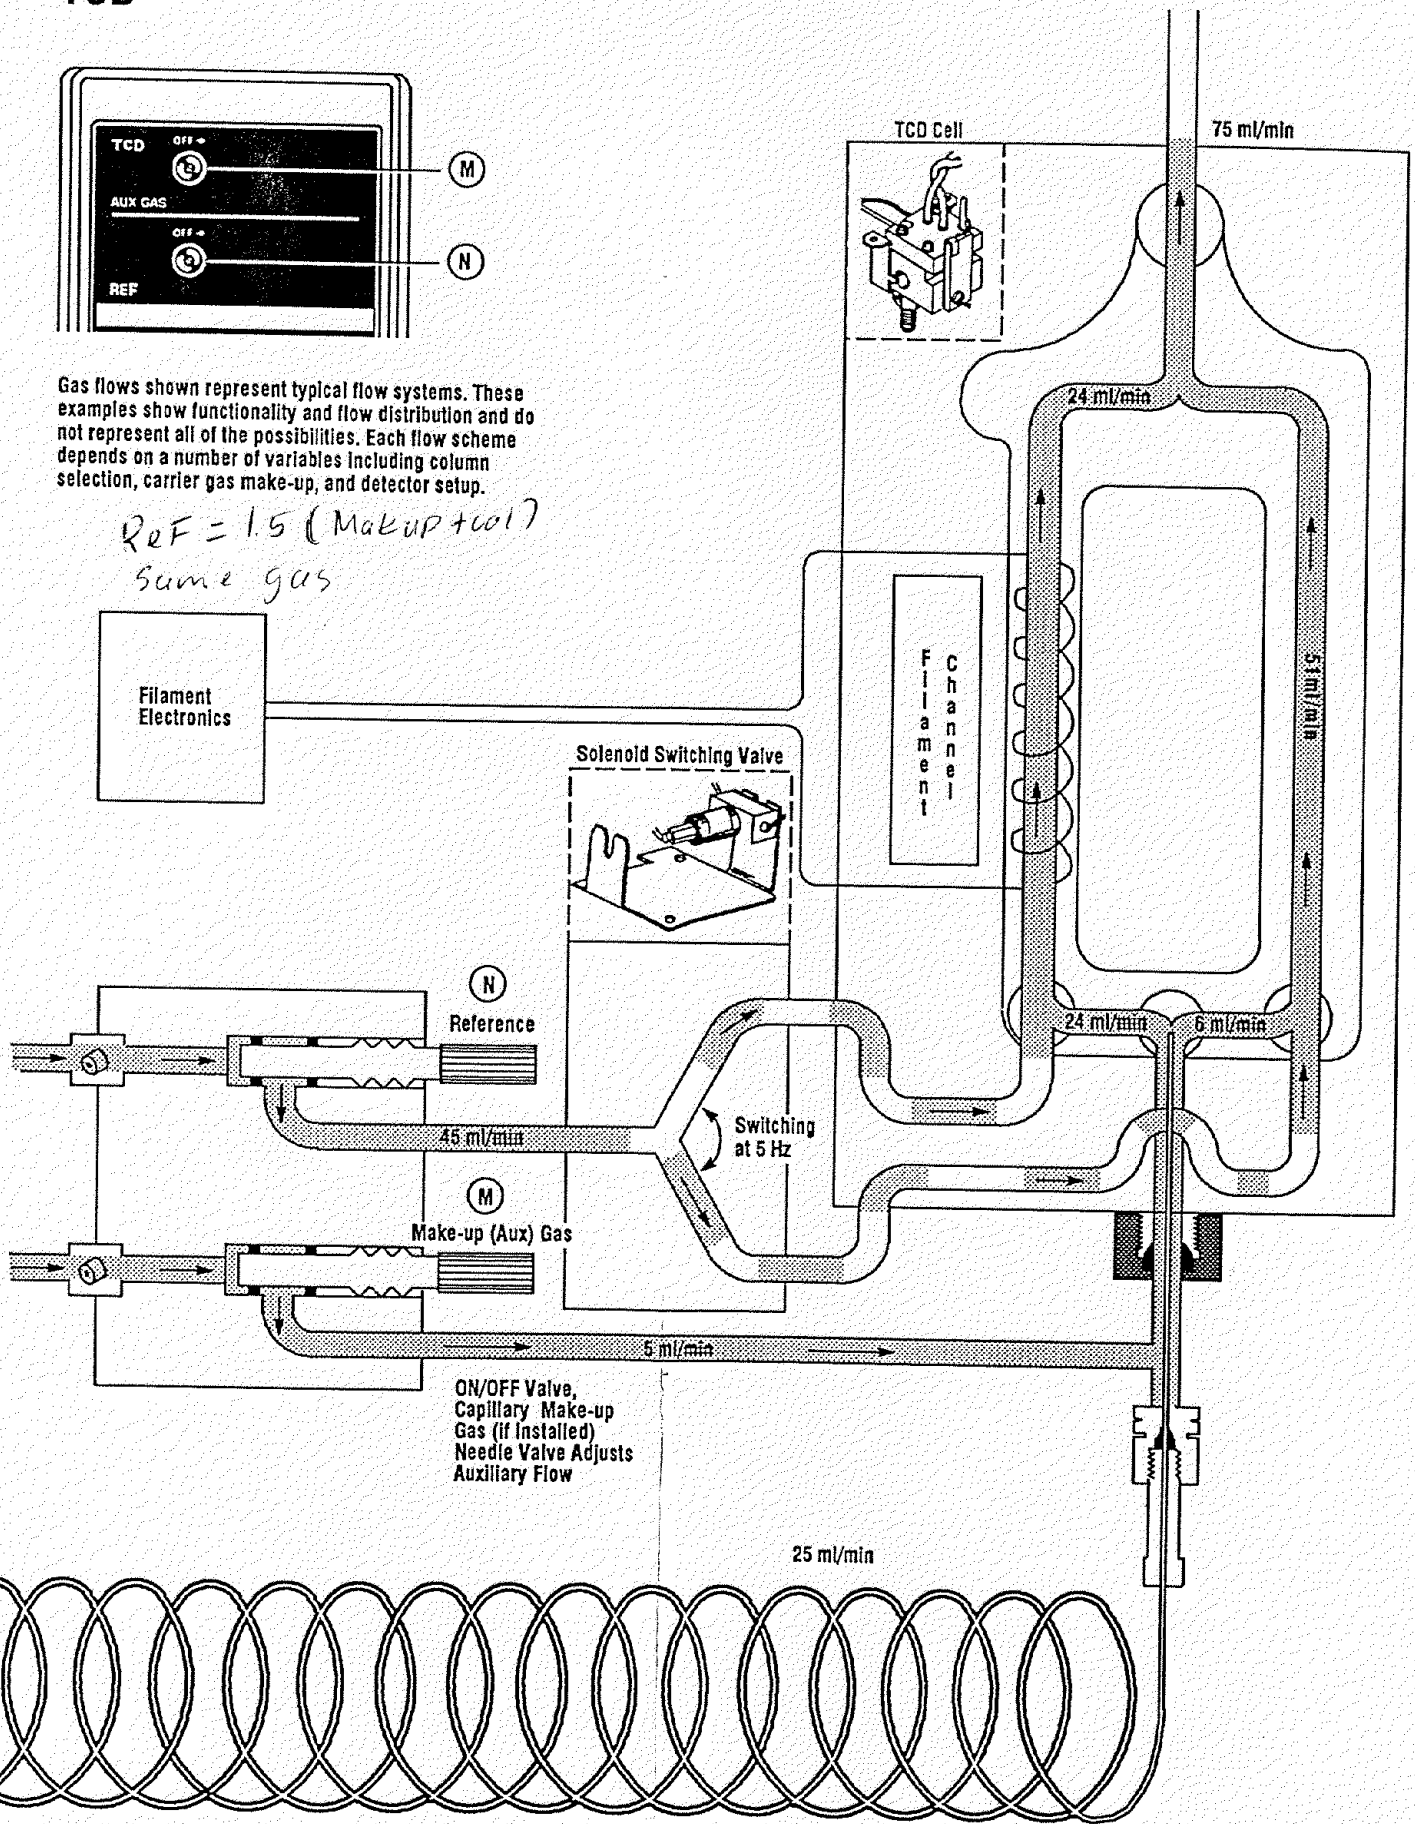 TCD
OFF
M
AUX GAS
OFF
N
REF
Gas flows shown represent typical flow systems. These
examples show functionality and flow distribution and do
not represent all of the possibilities. Each flow scheme
depends on a number of variables including column
selection, carrier gas make-up, and detector setup.
ReF = 1.5 (Makup + col)
Same gas
Filament
Electronics
TCD Cell
75 ml/min
24 ml/min
51 ml/min
Filament
Channel
Solenoid Switching Valve
24 ml/min
6 ml/min
N
Reference
45 ml/min
Switching
at 5 Hz
M
Make-up (Aux) Gas
5 ml/min
ON/OFF Valve,
Capillary Make-up
Gas (if Installed)
Needle Valve Adjusts
Auxiliary Flow
25 ml/min